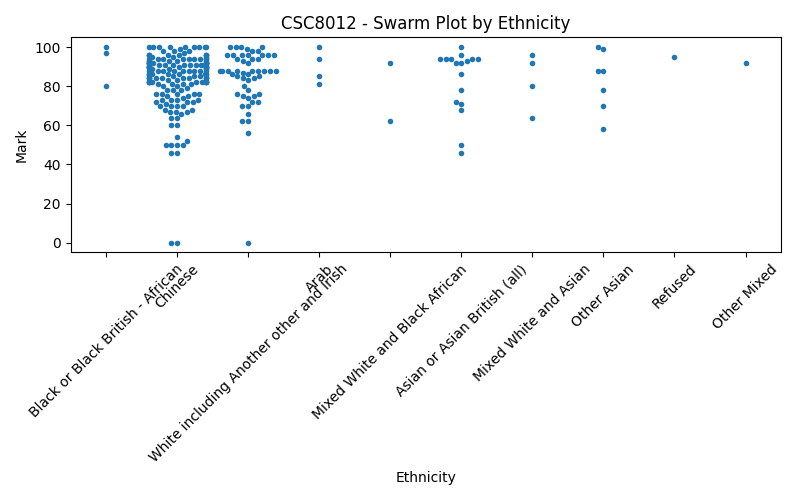 CSC8012 - Swarm Plot by Ethnicity
Mark
100
80
60
40
20
0
Black or Black British - African
Chinese
White including Another other and Irish
Arab
Mixed White and Black African
Asian or Asian British (all)
Mixed White and Asian
Other Asian
Refused
Other Mixed
Ethnicity